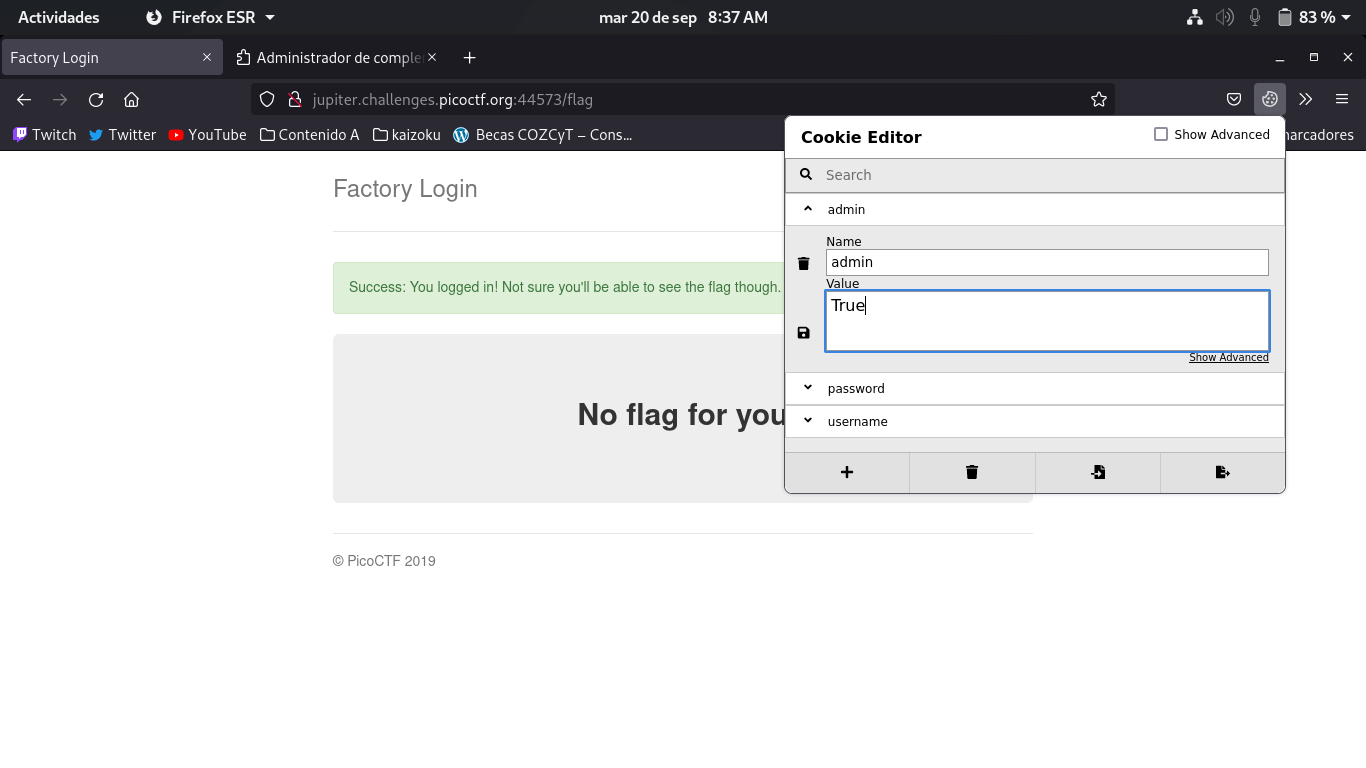 Actividades Firefox ESR mar 20 de sep 8:37 AM 83 %
Factory Login Administrador de comple
jupiter.challenges.picoctf.org:44573/flag
Twitch Twitter YouTube Contenido A kaizoku Becas COZCyT – Cons... narcadores
Cookie Editor Show Advanced
Search
Factory Login
admin
Name
admin
Value
True
Success: You logged in! Not sure you'll be able to see the flag though.
Show Advanced
password
No flag for you
username
© PicoCTF 2019